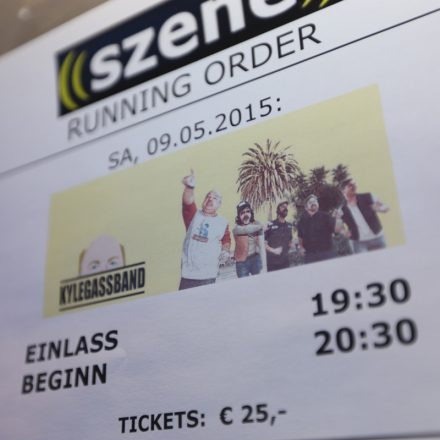 szene
RUNNING ORDER
SA, 09.05.2015:
KYLEGASSBAND
EINLASS 19:30
BEGINN 20:30
TICKETS: € 25,-